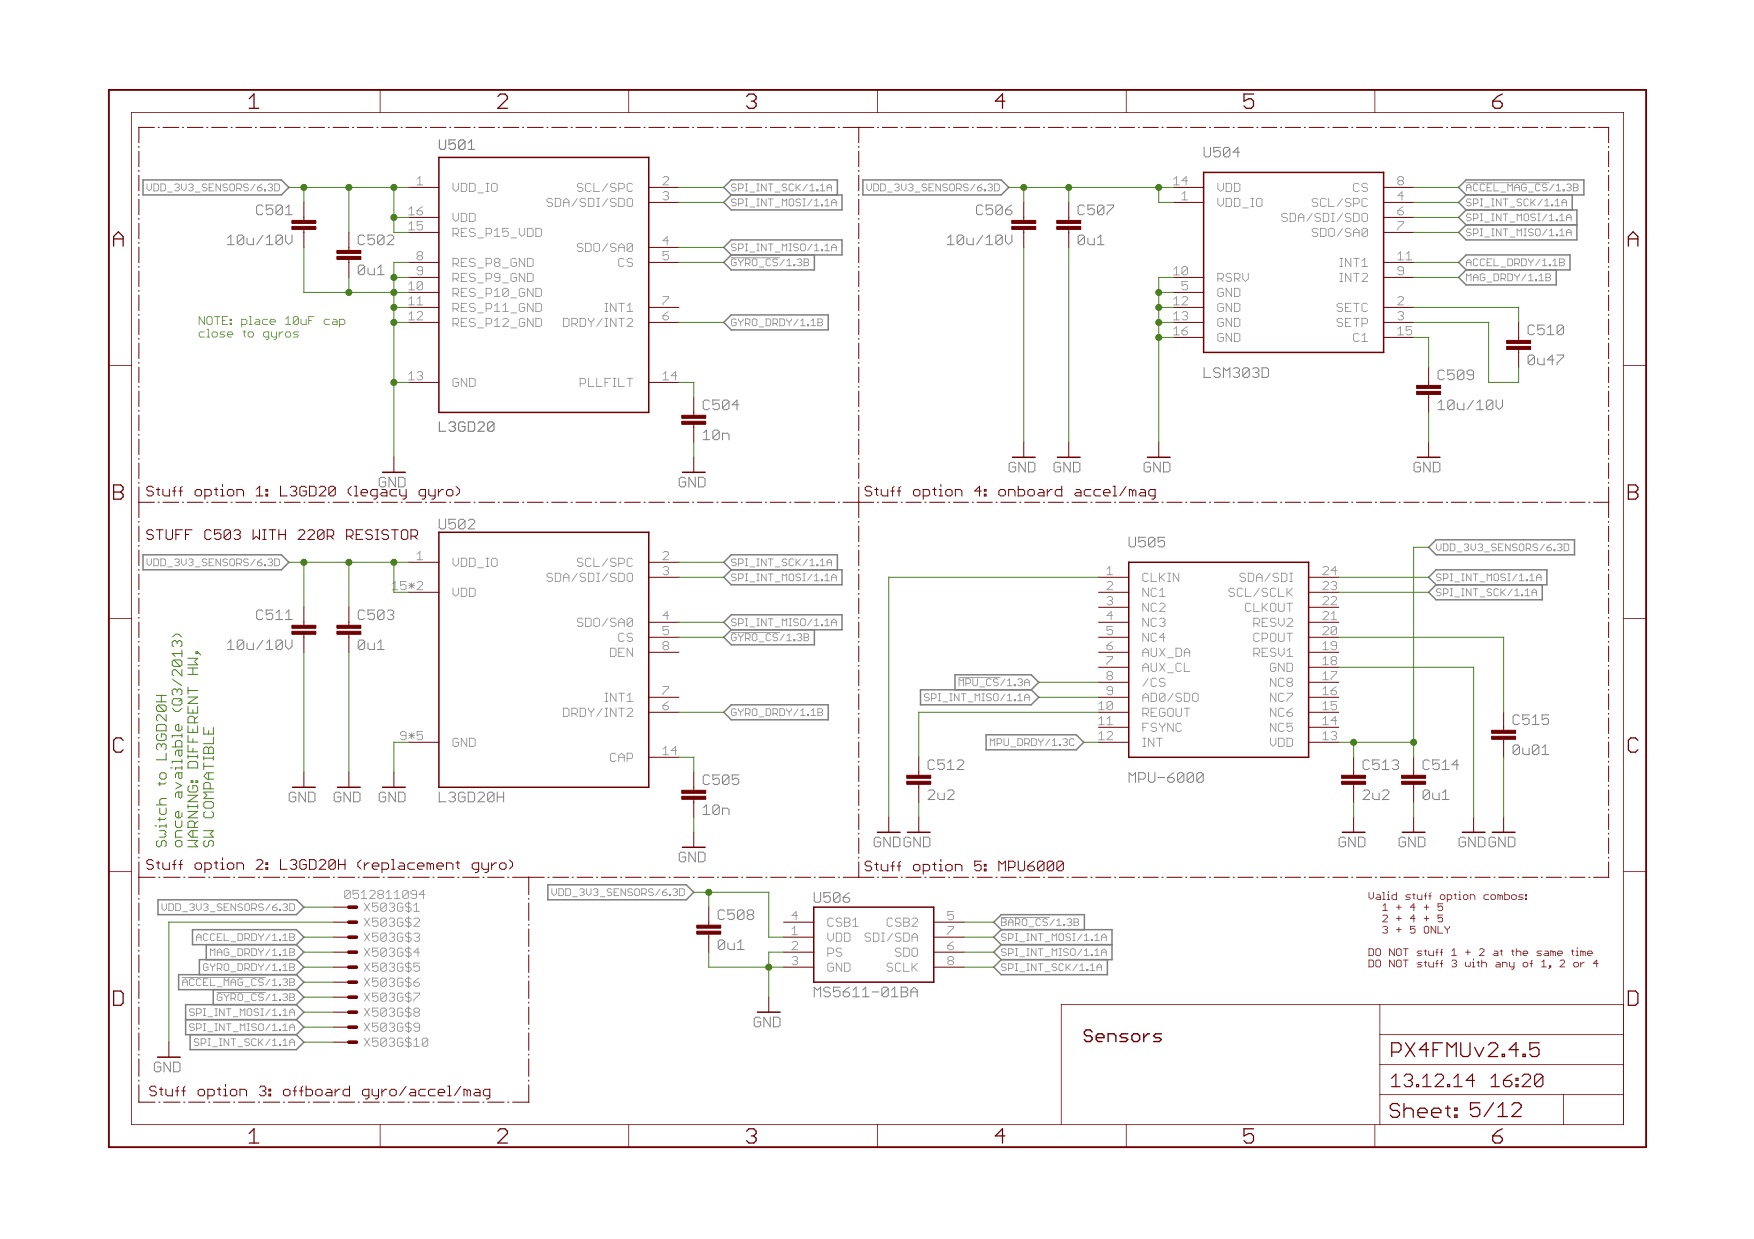 1 2 3 4 5 6
A
B
C
D
A
B
C
D
U501
VDD_3V3_SENSORS/6.3D
C501
10u/10V
C502
0u1
NOTE: place 10uF cap
close to gyros
1 VDD_IO
16 VDD
15 RES_P15_VDD
8 RES_P8_GND
9 RES_P9_GND
10 RES_P10_GND
11 RES_P11_GND
12 RES_P12_GND
13 GND
SCL/SPC 2 SPI_INT_SCK/1.1A
SDA/SDI/SDO 3 SPI_INT_MOSI/1.1A
SDO/SA0 4 SPI_INT_MISO/1.1A
CS 5 GYRO_CS/1.3B
INT1 7
DRDY/INT2 6 GYRO_DRDY/1.1B
PLLFILT 14
C504
10n
L3GD20
GND
GND
Stuff option 1: L3GD20 (legacy gyro)
U504
VDD_3V3_SENSORS/6.3D
C506
10u/10V
C507
0u1
14 VDD
1 VDD_IO
10 RSRV
5 GND
12 GND
13 GND
16 GND
CS 8 ACCEL_MAG_CS/1.3B
SCL/SPC 4 SPI_INT_SCK/1.1A
SDA/SDI/SDO 6 SPI_INT_MOSI/1.1A
SDO/SA0 7 SPI_INT_MISO/1.1A
INT1 11 ACCEL_DRDY/1.1B
INT2 9 MAG_DRDY/1.1B
SETC 2
SETP 3
C1 15
C510
0u47
C509
10u/10V
LSM303D
GND GND GND GND
Stuff option 4: onboard accel/mag
STUFF C503 WITH 220R RESISTOR
U502
VDD_3V3_SENSORS/6.3D
C511
10u/10V
C503
0u1
1 VDD_IO
15*2 VDD
9*5 GND
SCL/SPC 2 SPI_INT_SCK/1.1A
SDA/SDI/SDO 3 SPI_INT_MOSI/1.1A
SDO/SA0 4 SPI_INT_MISO/1.1A
CS 5 GYRO_CS/1.3B
DEN 8
INT1 7
DRDY/INT2 6 GYRO_DRDY/1.1B
CAP 14
C505
10n
L3GD20H
GND GND GND
GND
Switch to L3GD20H
once available (Q3/2013)
WARNING: DIFFERENT HW,
SW COMPATIBLE
Stuff option 2: L3GD20H (replacement gyro)
U505
VDD_3V3_SENSORS/6.3D
1 CLKIN
2 NC1
3 NC2
4 NC3
5 NC4
6 AUX_DA
7 AUX_CL
MPU_CS/1.3A 8 /CS
SPI_INT_MISO/1.1A 9 AD0/SDO
10 REGOUT
11 FSYNC
MPU_DRDY/1.3C 12 INT
SDA/SDI 24 SPI_INT_MOSI/1.1A
SCL/SCLK 23 SPI_INT_SCK/1.1A
CLKOUT 22
RESV2 21
CPOUT 20
RESV1 19
GND 18
NC8 17
NC7 16
NC6 15
NC5 14
VDD 13
MPU-6000
C512
2u2
C513
2u2
C514
0u1
C515
0u01
GND GND GND GND GND GND
Stuff option 5: MPU6000
0512811094
VDD_3V3_SENSORS/6.3D X503G$1
X503G$2
ACCEL_DRDY/1.1B X503G$3
MAG_DRDY/1.1B X503G$4
GYRO_DRDY/1.1B X503G$5
ACCEL_MAG_CS/1.3B X503G$6
GYRO_CS/1.3B X503G$7
SPI_INT_MOSI/1.1A X503G$8
SPI_INT_MISO/1.1A X503G$9
SPI_INT_SCK/1.1A X503G$10
GND
Stuff option 3: offboard gyro/accel/mag
VDD_3V3_SENSORS/6.3D
C508
0u1
U506
4 CSB1 CSB2 5 BARO_CS/1.3B
1 VDD SDI/SDA 7 SPI_INT_MOSI/1.1A
2 PS SDO 6 SPI_INT_MISO/1.1A
3 GND SCLK 8 SPI_INT_SCK/1.1A
MS5611-01BA
GND
Valid stuff option combos:
1 + 4 + 5
2 + 4 + 5
3 + 5 ONLY
DO NOT stuff 1 + 2 at the same time
DO NOT stuff 3 with any of 1, 2 or 4
Sensors
PX4FMUv2.4.5
13.12.14 16:20
Sheet: 5/12
1 2 3 4 5 6